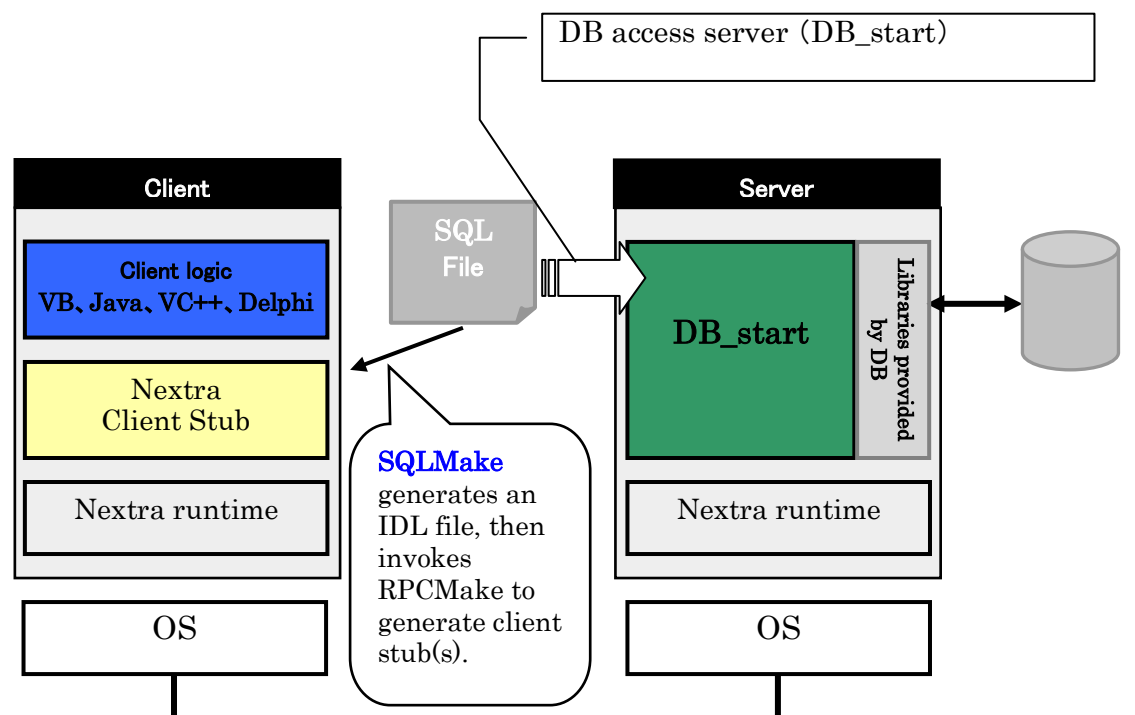 DB access server（DB_start）
Client
Client logic
VB、Java、VC++、Delphi
Nextra
Client Stub
Nextra runtime
OS
SQL
File
SQLMake
generates an
IDL file, then
invokes
RPCMake to
generate client
stub(s).
Server
DB_start
Libraries provided
by DB
Nextra runtime
OS